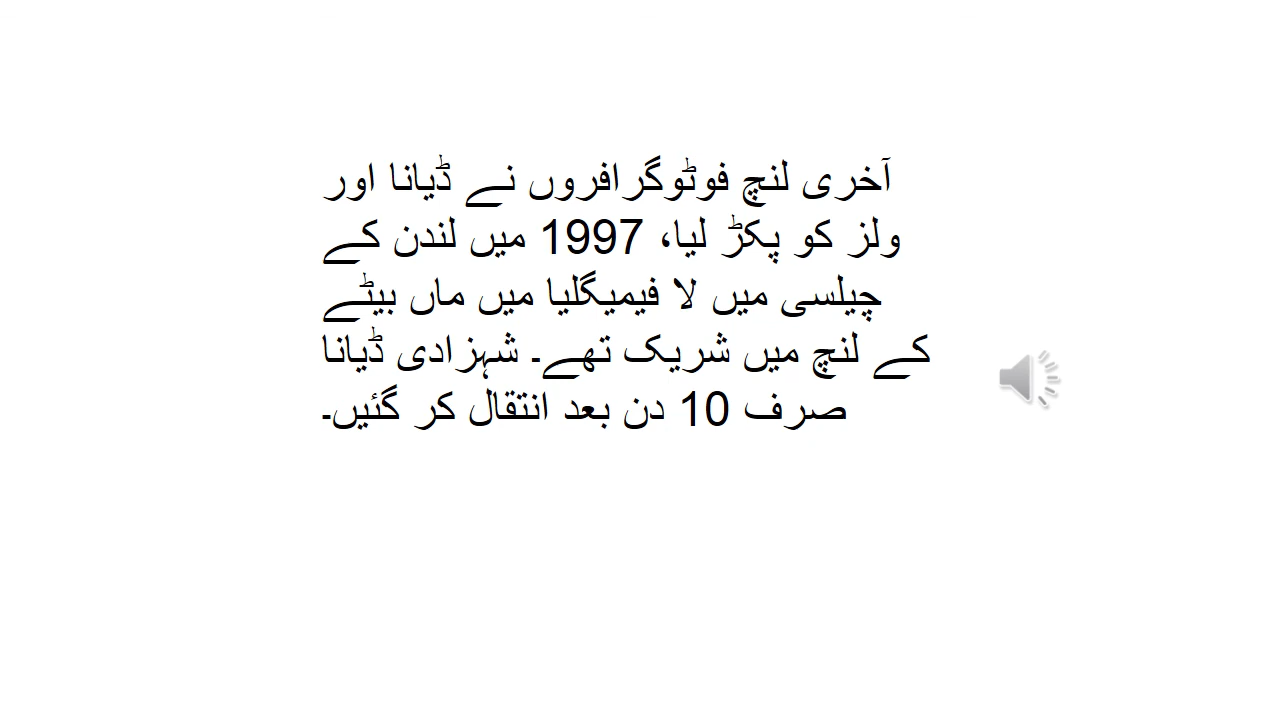 آخری لنچ فوٹوگرافروں نے ڈیانا اور
ولز کو پکڑ لیا، 1997 میں لندن کے
چیلسی میں لا فیمیگلیا میں ماں بیٹے
کے لنچ میں شریک تھے۔ شہزادی ڈیانا
صرف 10 دن بعد انتقال کر گئیں۔